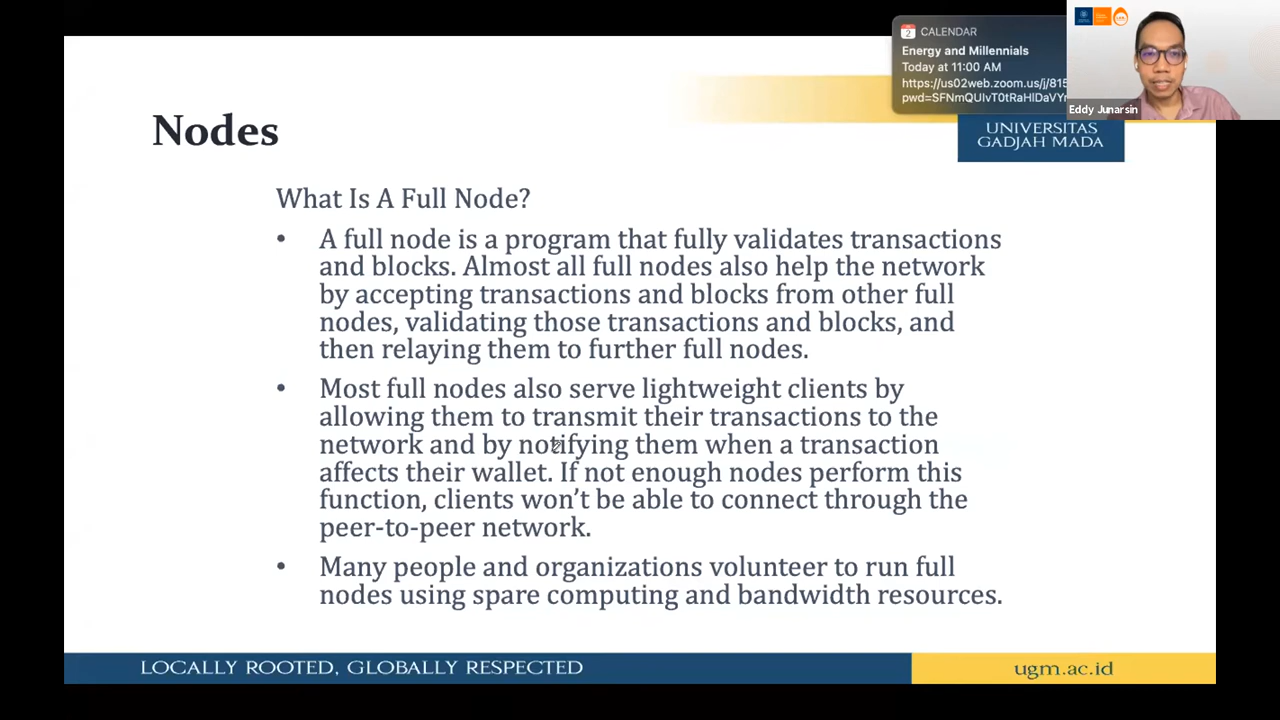 CALENDAR
2
Energy and Millennials
Today at 11:00 AM
https://us02web.zoom.us/j/815
Eddy Junarsin
UNIVERSITAS
GADJAH MADA
Nodes
What Is A Full Node?
• A full node is a program that fully validates transactions
and blocks. Almost all full nodes also help the network
by accepting transactions and blocks from other full
nodes, validating those transactions and blocks, and
then relaying them to further full nodes.
• Most full nodes also serve lightweight clients by
allowing them to transmit their transactions to the
network and by notifying them when a transaction
affects their wallet. If not enough nodes perform this
function, clients won’t be able to connect through the
peer-to-peer network.
• Many people and organizations volunteer to run full
nodes using spare computing and bandwidth resources.
LOCALLY ROOTED, GLOBALLY RESPECTED
ugm.ac.id